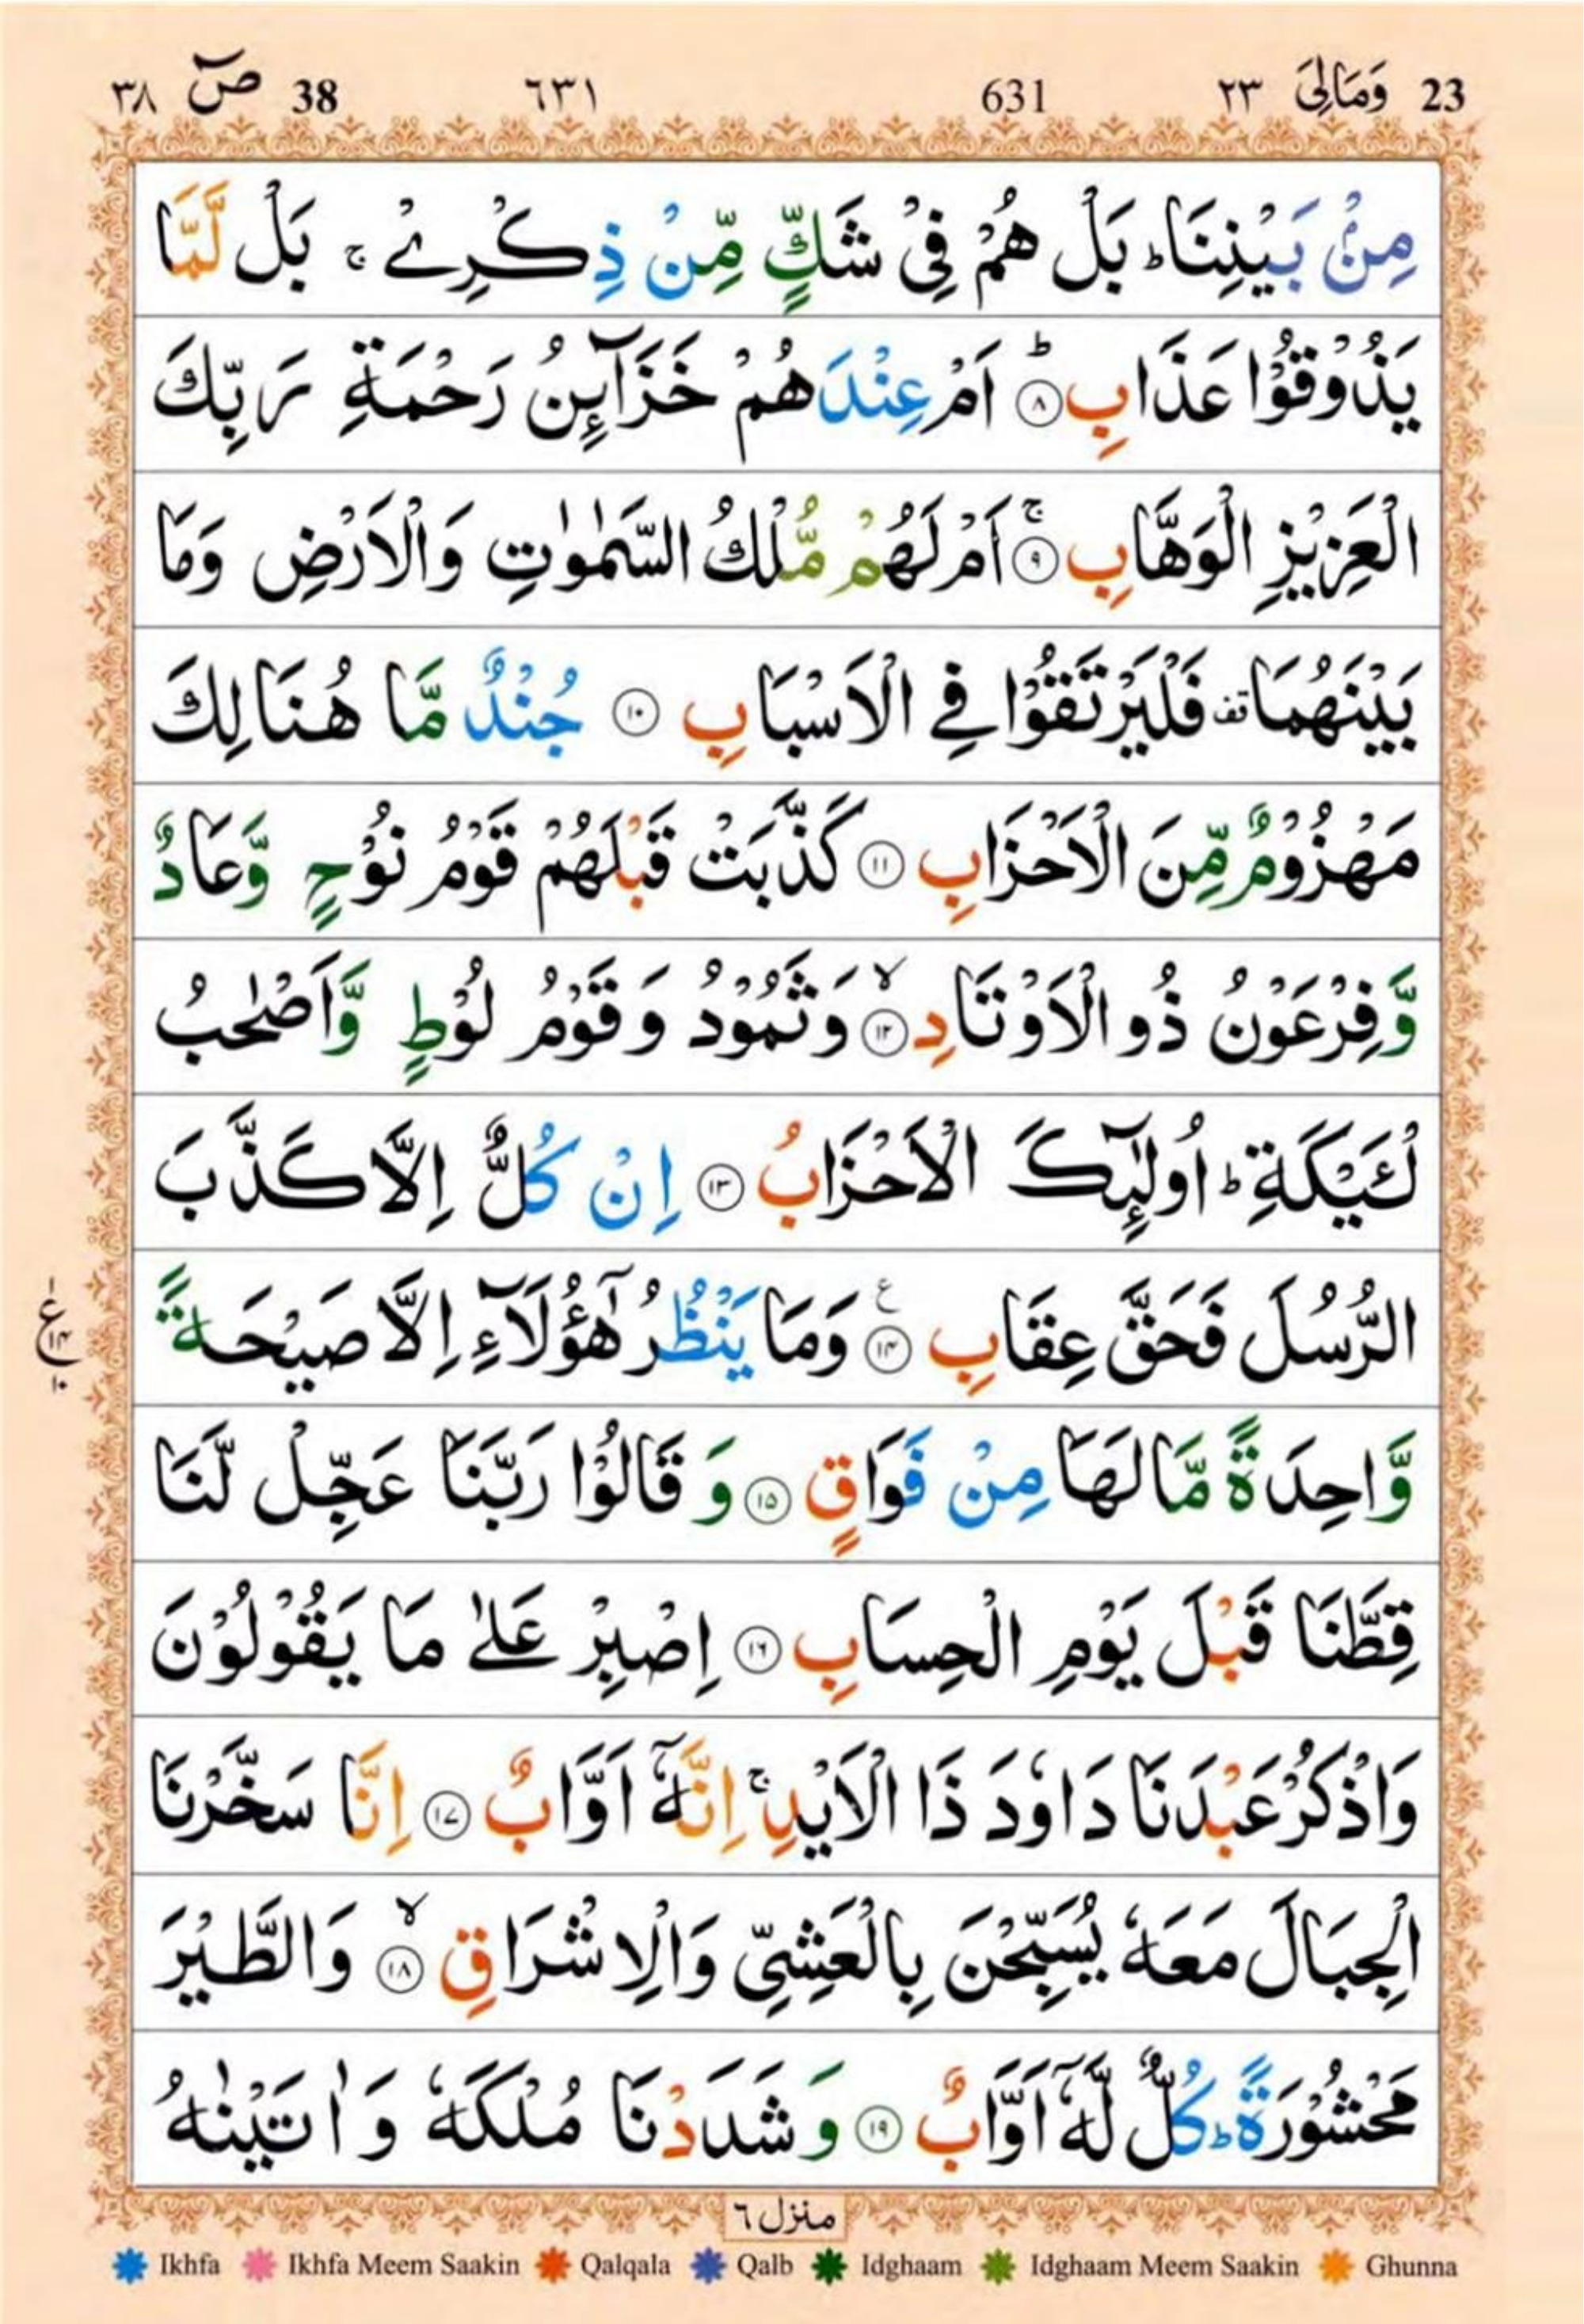 23 وَمَالِیَ ٢٣ 631 ٦٣١ 38 صٓ ٣٨
مِنْۢ بَيْنِنَا ؕ بَلْ هُمْ فِىْ شَكٍّ مِّنْ ذِكْرِىْ ۚ بَلْ لَّمَّا
يَذُوْقُوْا عَذَابِ ؕ ﴿٨﴾ اَمْ عِنْدَهُمْ خَزَآئِنُ رَحْمَةِ رَبِّكَ
الْعَزِيْزِ الْوَهَّابِ ۚ ﴿٩﴾ اَمْ لَهُمْ مُّلْكُ السَّمٰوٰتِ وَالْاَرْضِ وَمَا
بَيْنَهُمَا قف فَلْيَرْتَقُوْا فِى الْاَسْبَابِ ﴿١٠﴾ جُنْدٌ مَّا هُنَالِكَ
مَهْزُوْمٌ مِّنَ الْاَحْزَابِ ﴿١١﴾ كَذَّبَتْ قَبْلَهُمْ قَوْمُ نُوْحٍ وَّعَادٌ
وَّفِرْعَوْنُ ذُو الْاَوْتَادِ ۙ ﴿١٢﴾ وَثَمُوْدُ وَقَوْمُ لُوْطٍ وَّاَصْحٰبُ
لْئَيْكَةِ ؕ اُولٰٓئِكَ الْاَحْزَابُ ﴿١٣﴾ اِنْ كُلٌّ اِلَّا كَذَّبَ
الرُّسُلَ فَحَقَّ عِقَابِ ع ﴿١٤﴾ وَمَا يَنْظُرُ هٰٓؤُلَآءِ اِلَّا صَيْحَةً
ع ١ ١٤ ١٠
وَّاحِدَةً مَّا لَهَا مِنْ فَوَاقٍ ﴿١٥﴾ وَقَالُوْا رَبَّنَا عَجِّلْ لَّنَا
قِطَّنَا قَبْلَ يَوْمِ الْحِسَابِ ﴿١٦﴾ اِصْبِرْ عَلٰى مَا يَقُوْلُوْنَ
وَاذْكُرْ عَبْدَنَا دَاوٗدَ ذَا الْاَيْدِ ۚ اِنَّهٗۤ اَوَّابٌ ﴿١٧﴾ اِنَّا سَخَّرْنَا
الْجِبَالَ مَعَهٗ يُسَبِّحْنَ بِالْعَشِىِّ وَالْاِشْرَاقِ ۙ ﴿١٨﴾ وَالطَّيْرَ
مَحْشُوْرَةً ؕ كُلٌّ لَّهٗۤ اَوَّابٌ ﴿١٩﴾ وَشَدَدْنَا مُلْكَهٗ وَاٰتَيْنٰهُ
منزل ٦
Ikhfa Ikhfa Meem Saakin Qalqala Qalb Idghaam Idghaam Meem Saakin Ghunna